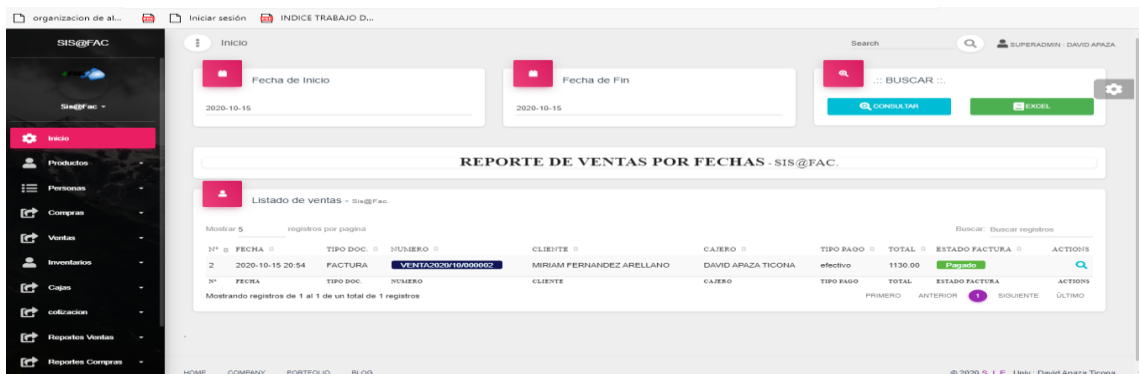 organizacion de al... Iniciar sesión INDICE TRABAJO D...
SIS@FAC
Sis@Fac
Inicio
Productos
Personas
Compras
Ventas
Inventarios
Cajas
cotizacion
Reportes Ventas
Reportes Compras
Inicio
Search
SUPERADMIN : DAVID APAZA
Fecha de Inicio
2020-10-15
Fecha de Fin
2020-10-15
.:: BUSCAR ::.
CONSULTAR EXCEL
REPORTE DE VENTAS POR FECHAS - SIS@FAC.
Listado de ventas - Sis@Fac.
Mostrar 5 registros por pagina
Buscar: Buscar registros
Nº FECHA TIPO DOC. NUMERO CLIENTE CAJERO TIPO PAGO TOTAL ESTADO FACTURA ACTIONS
2 2020-10-15 20:54 FACTURA VENTA2020/10/000002 MIRIAM FERNANDEZ ARELLANO DAVID APAZA TICONA efectivo 1130.00 Pagado
Nº FECHA TIPO DOC. NUMERO CLIENTE CAJERO TIPO PAGO TOTAL ESTADO FACTURA ACTIONS
Mostrando registros de 1 al 1 de un total de 1 registros
PRIMERO ANTERIOR 1 SIGUIENTE ÚLTIMO
HOME COMPANY PORTFOLIO BLOG
© 2020 S. I. E. Univ.: David Apaza Ticona